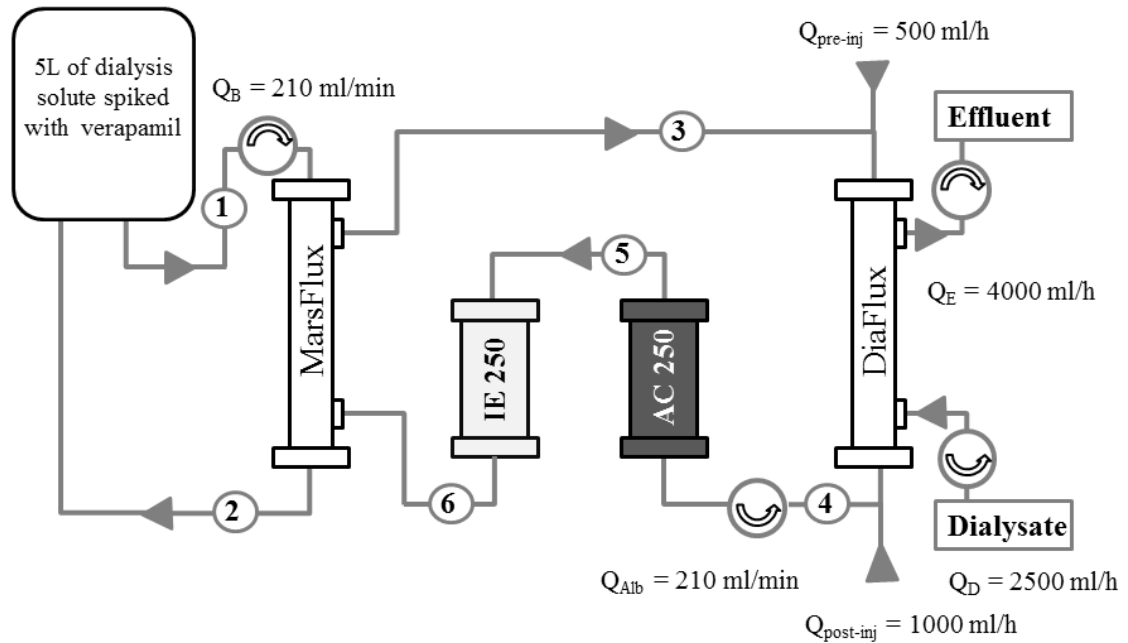 5L of dialysis
solute spiked
with verapamil
Q_B = 210 ml/min
Q_pre-inj = 500 ml/h
Effluent
1
3
MarsFlux
5
DiaFlux
Q_E = 4000 ml/h
IE 250
AC 250
2
6
4
Dialysate
Q_Alb = 210 ml/min
Q_D = 2500 ml/h
Q_post-inj = 1000 ml/h